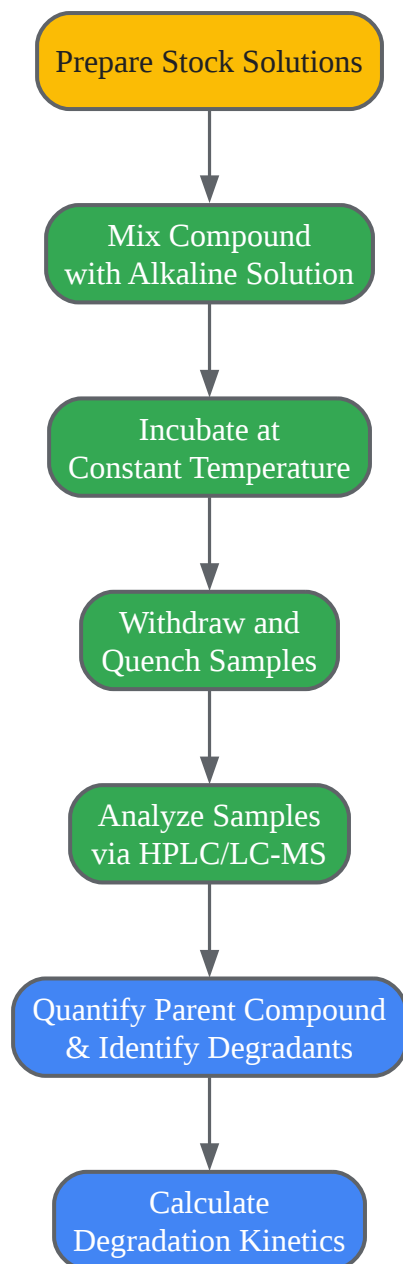 Prepare Stock Solutions
Mix Compound
with Alkaline Solution
Incubate at
Constant Temperature
Withdraw and
Quench Samples
Analyze Samples
via HPLC/LC-MS
Quantify Parent Compound
& Identify Degradants
Calculate
Degradation Kinetics